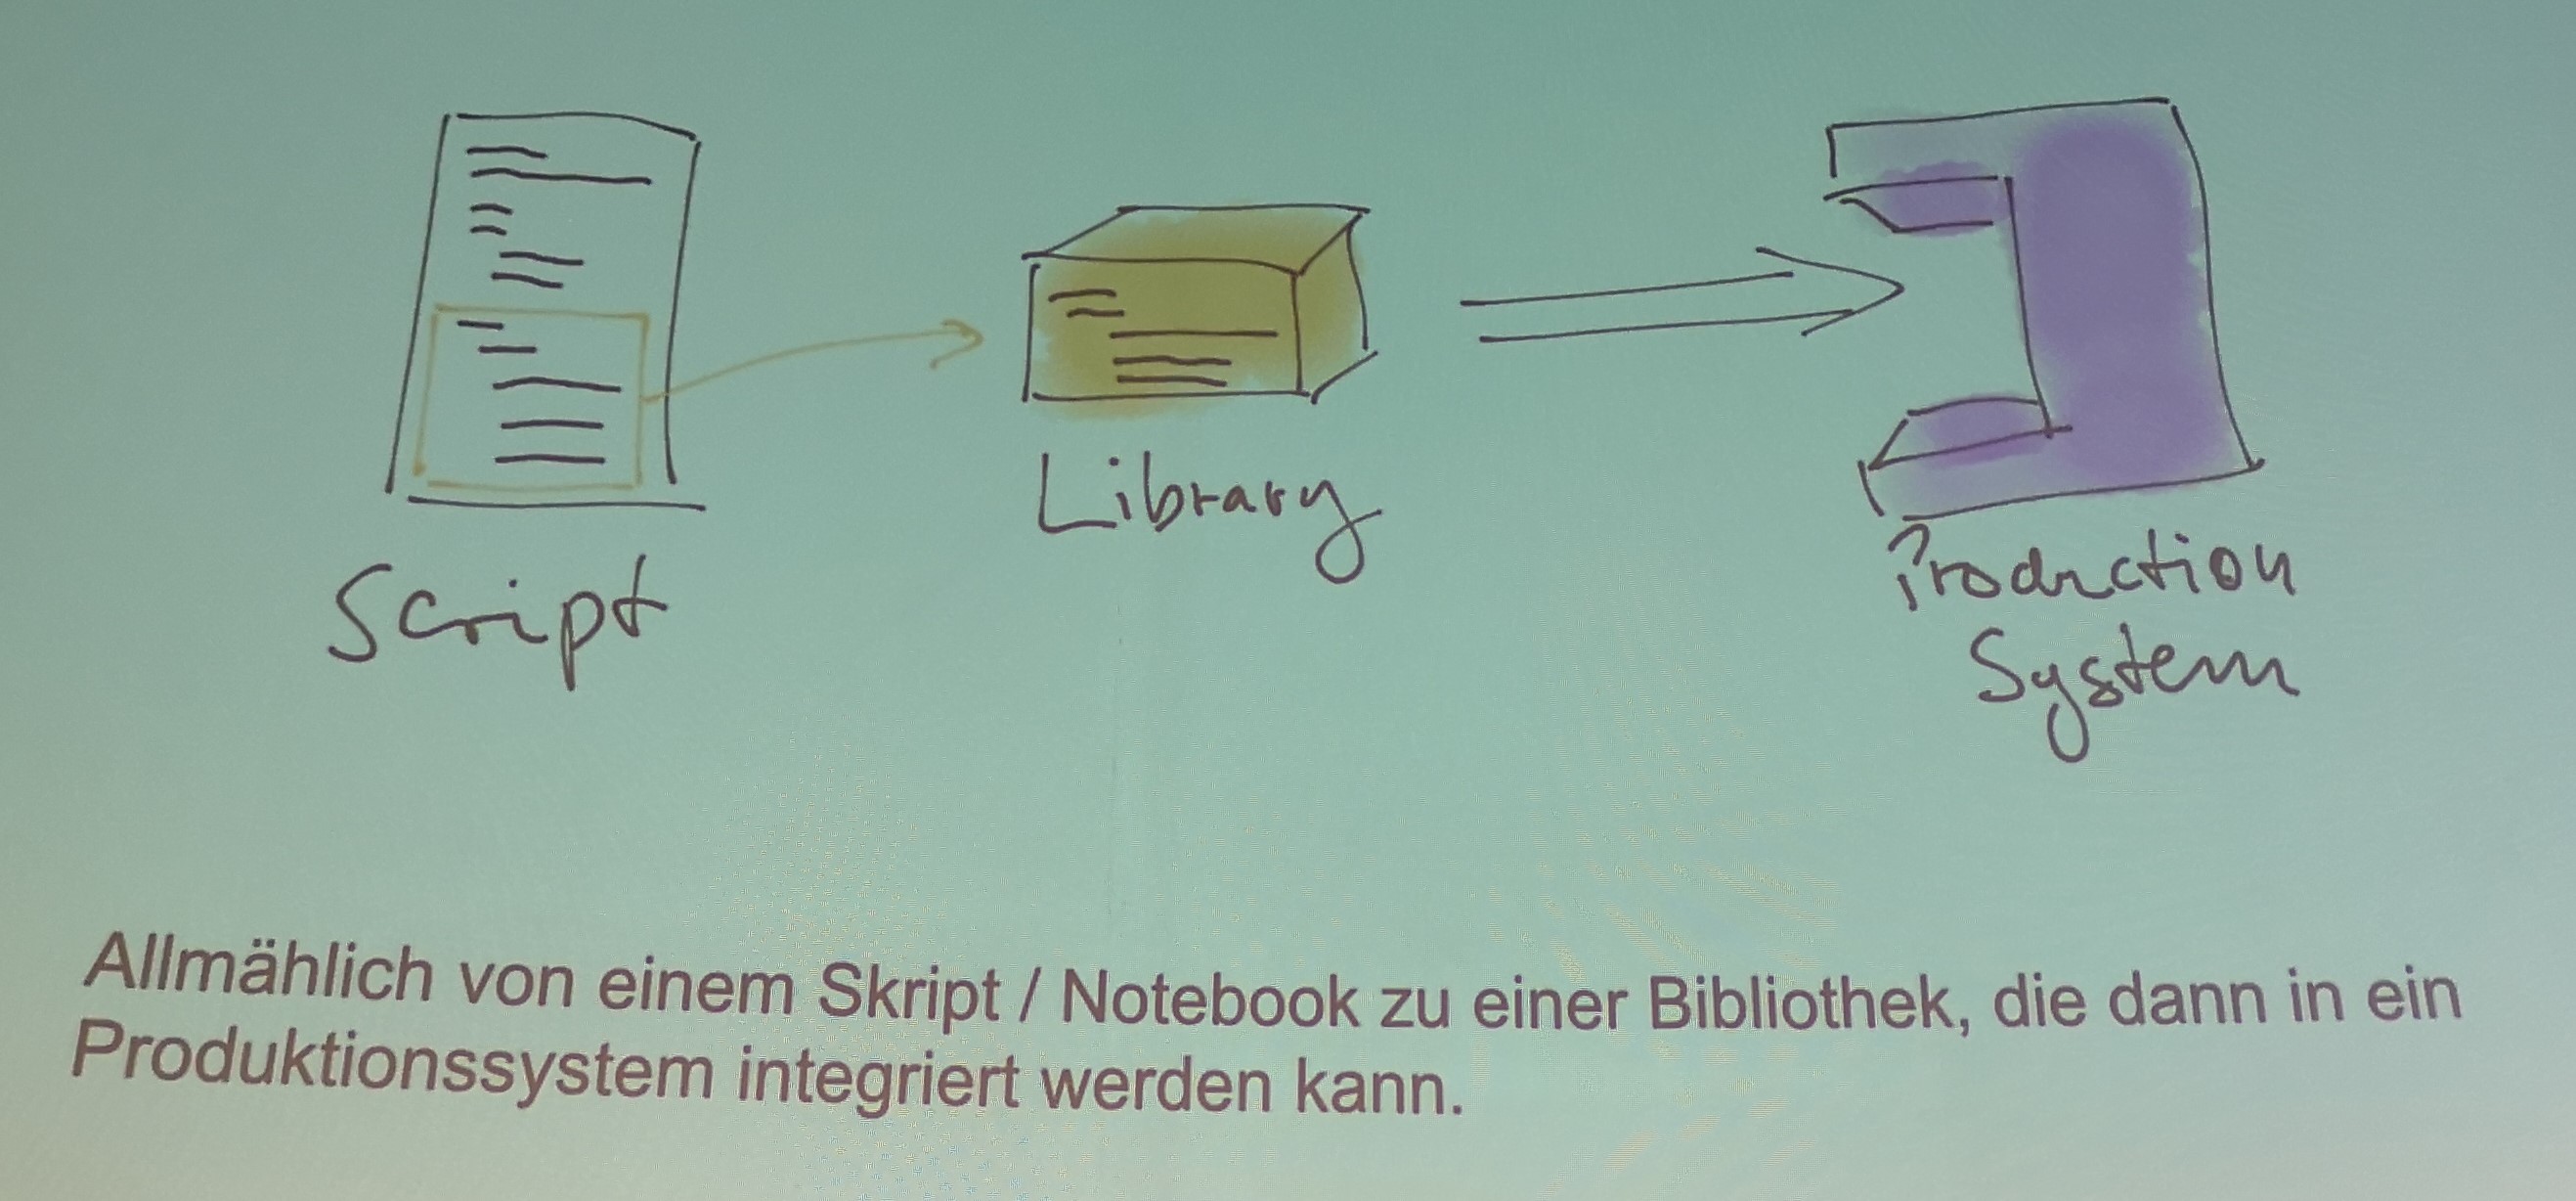 Script
Library
Production
System
Allmählich von einem Skript / Notebook zu einer Bibliothek, die dann in ein
Produktionssystem integriert werden kann.